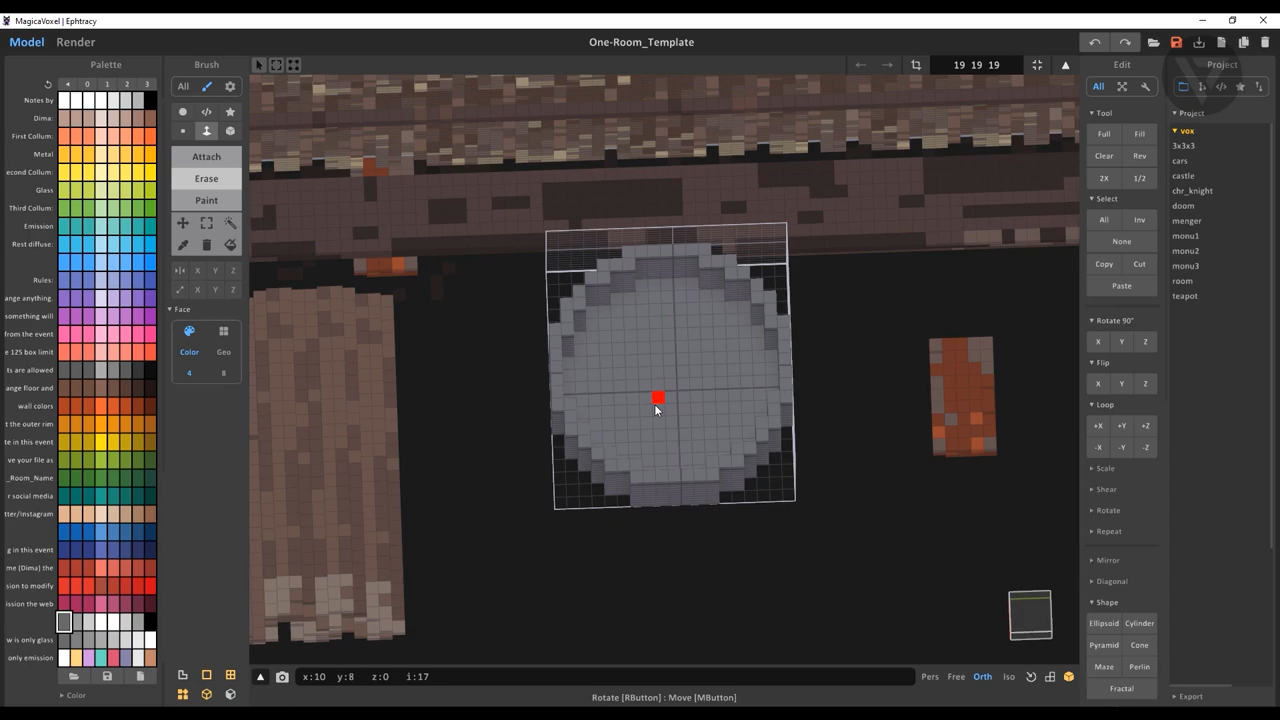 MagicaVoxel | Ephtracy
Model Render
One-Room_Template
Palette
0 1 2 3
Notes by
Dima:
First Collum:
Metal
econd Collum:
Glass
Third Collum:
Emission
Rest diffuse:
Rules:
ange anything.
something will
from the event
e 125 box limit
ts are allowed
ange floor and
wall colors
t the outer rim
te in this event
ve your file as
_Room_Name
r social media
tter/Instagram
g in this event
me (Dima) the
sion to modify
ission the web
w is only glass
only emission
Color
Brush
All
Attach
Erase
Paint
X Y Z
X Y Z
Face
Color Geo
4 8
19 19 19
x:10 y:8 z:0 i:17
Pers Free Orth Iso
Rotate [RButton] : Move [MButton]
Edit
All
Tool
Full Fill
Clear Rev
2X 1/2
Select
All Inv
None
Copy Cut
Paste
Rotate 90°
X Y Z
Flip
X Y Z
Loop
+X +Y +Z
-X -Y -Z
Scale
Shear
Rotate
Repeat
Mirror
Diagonal
Shape
Ellipsoid Cylinder
Pyramid Cone
Maze Perlin
Fractal
Project
Project
vox
3x3x3
cars
castle
chr_knight
doom
menger
monu1
monu2
monu3
room
teapot
Export